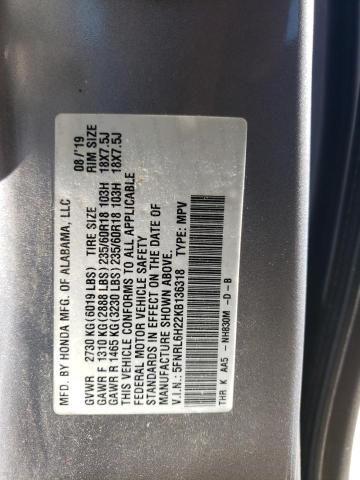 MFD. BY HONDA MFG. OF ALABAMA, LLC 08/'19
GVWR 2730 KG(6019 LBS) TIRE SIZE RIM SIZE
GAWR F 1310 KG(2888 LBS) 235/60R18 103H 18X7.5J
GAWR R 1465 KG(3230 LBS) 235/60R18 103H 18X7.5J
THIS VEHICLE CONFORMS TO ALL APPLICABLE
FEDERAL MOTOR VEHICLE SAFETY
STANDARDS IN EFFECT ON THE DATE OF
MANUFACTURE SHOWN ABOVE.
V.I.N.: 5FNRL6H22KB136318 TYPE: MPV
THR K AA5 -NH830M -D-B